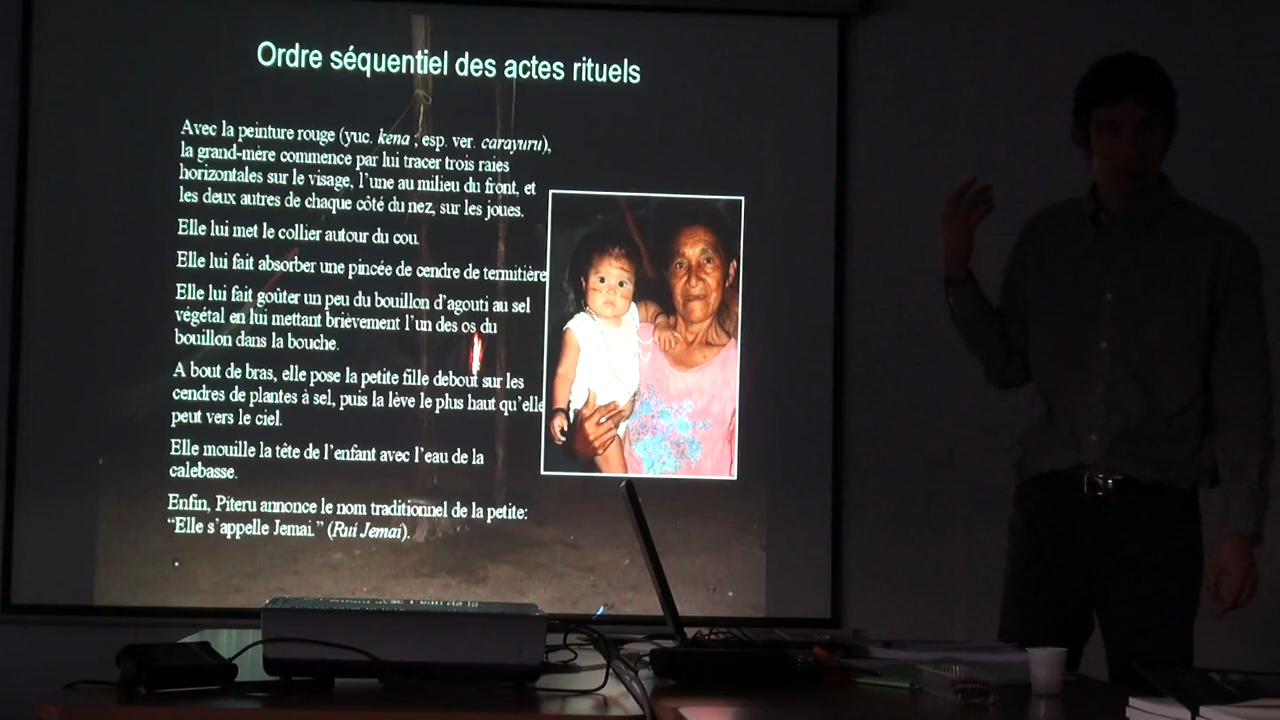 Ordre séquentiel des actes rituels
Avec la peinture rouge (yuc. kena ; esp. ver. carayuru),
la grand-mère commence par lui tracer trois raies
horizontales sur le visage, l'une au milieu du front, et
les deux autres de chaque côté du nez, sur les joues.
Elle lui met le collier autour du cou.
Elle lui fait absorber une pincée de cendre de termitière
Elle lui fait goûter un peu du bouillon d'agouti au sel
végétal en lui mettant brièvement l'un des os du
bouillon dans la bouche.
A bout de bras, elle pose la petite fille debout sur les
cendres de plantes à sel, puis la lève le plus haut qu'elle
peut vers le ciel.
Elle mouille la tête de l'enfant avec l'eau de la
calebasse.
Enfin, Piteru annonce le nom traditionnel de la petite:
“Elle s'appelle Jemai.” (Rui Jemai).